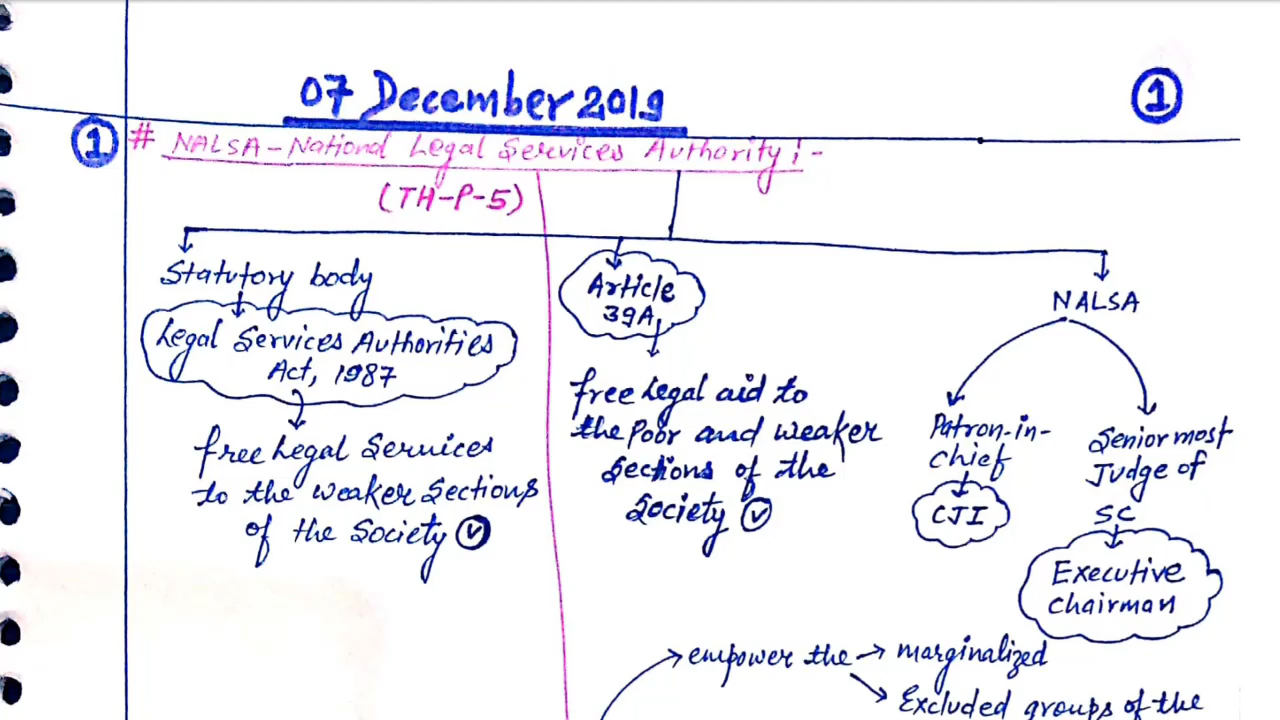 07 December 2019
1
1
# NALSA-National Legal Services Authority:-
(TH-P-5)
Statutory body
Legal Services Authorities
Act, 1987
free Legal Services
to the weaker Sections
of the Society
Article
39A
free Legal aid to
the Poor and weaker
Sections of the
Society
NALSA
Patron-in-
chief
CJI
Senior most
Judge of
SC
Executive
chairman
empower the → marginalized
Excluded groups of the